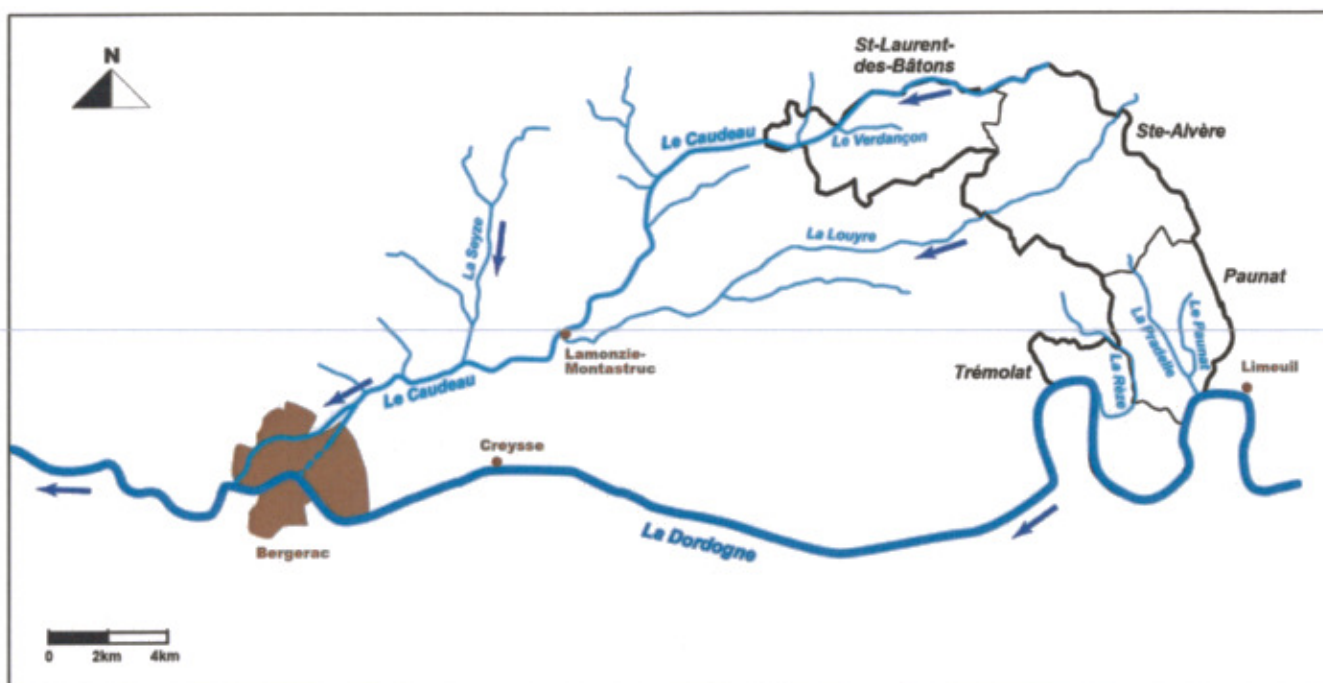 N
St-Laurent-
des-Bâtons
Le Caudeau
Le Verdançon
Ste-Alvère
La Seyze
La Louyre
Paunat
La Pradelle
Le Paunat
Lamonzie-
Montastruc
Trémolat
La Rèze
Limeuil
Le Caudeau
Creysse
La Dordogne
Bergerac
0 2km 4km